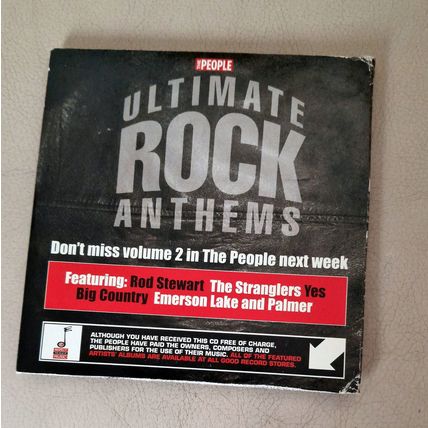 THE PEOPLE
ULTIMATE
ROCK
ANTHEMS
Don't miss volume 2 in The People next week
Featuring: Rod Stewart The Stranglers Yes
Big Country Emerson Lake and Palmer
ALTHOUGH YOU HAVE RECEIVED THIS CD FREE OF CHARGE,
THE PEOPLE HAVE PAID THE OWNERS, COMPOSERS AND
PUBLISHERS FOR THE USE OF THEIR MUSIC. ALL OF THE FEATURED
ARTISTS' ALBUMS ARE AVAILABLE AT ALL GOOD RECORD STORES.